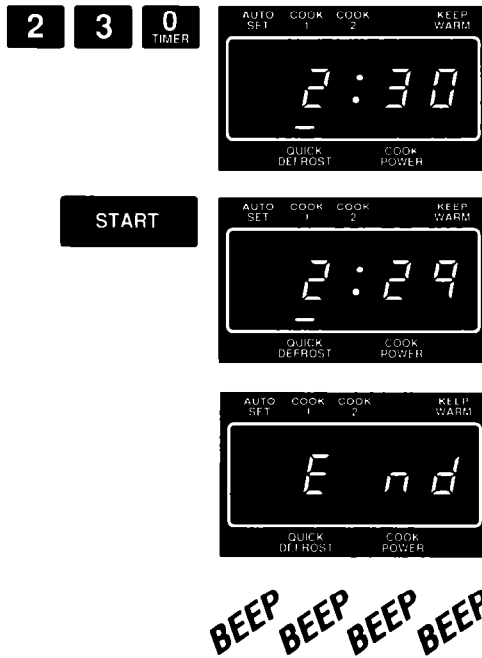 2 3 0
TIMER
AUTO SET COOK 1 COOK 2 KEEP WARM
2:30
QUICK DEFROST COOK POWER
START
AUTO SET COOK 1 COOK 2 KEEP WARM
2:29
QUICK DEFROST COOK POWER
AUTO SET COOK 1 COOK 2 KEEP WARM
E nd
QUICK DEFROST COOK POWER
BEEP BEEP BEEP BEEP